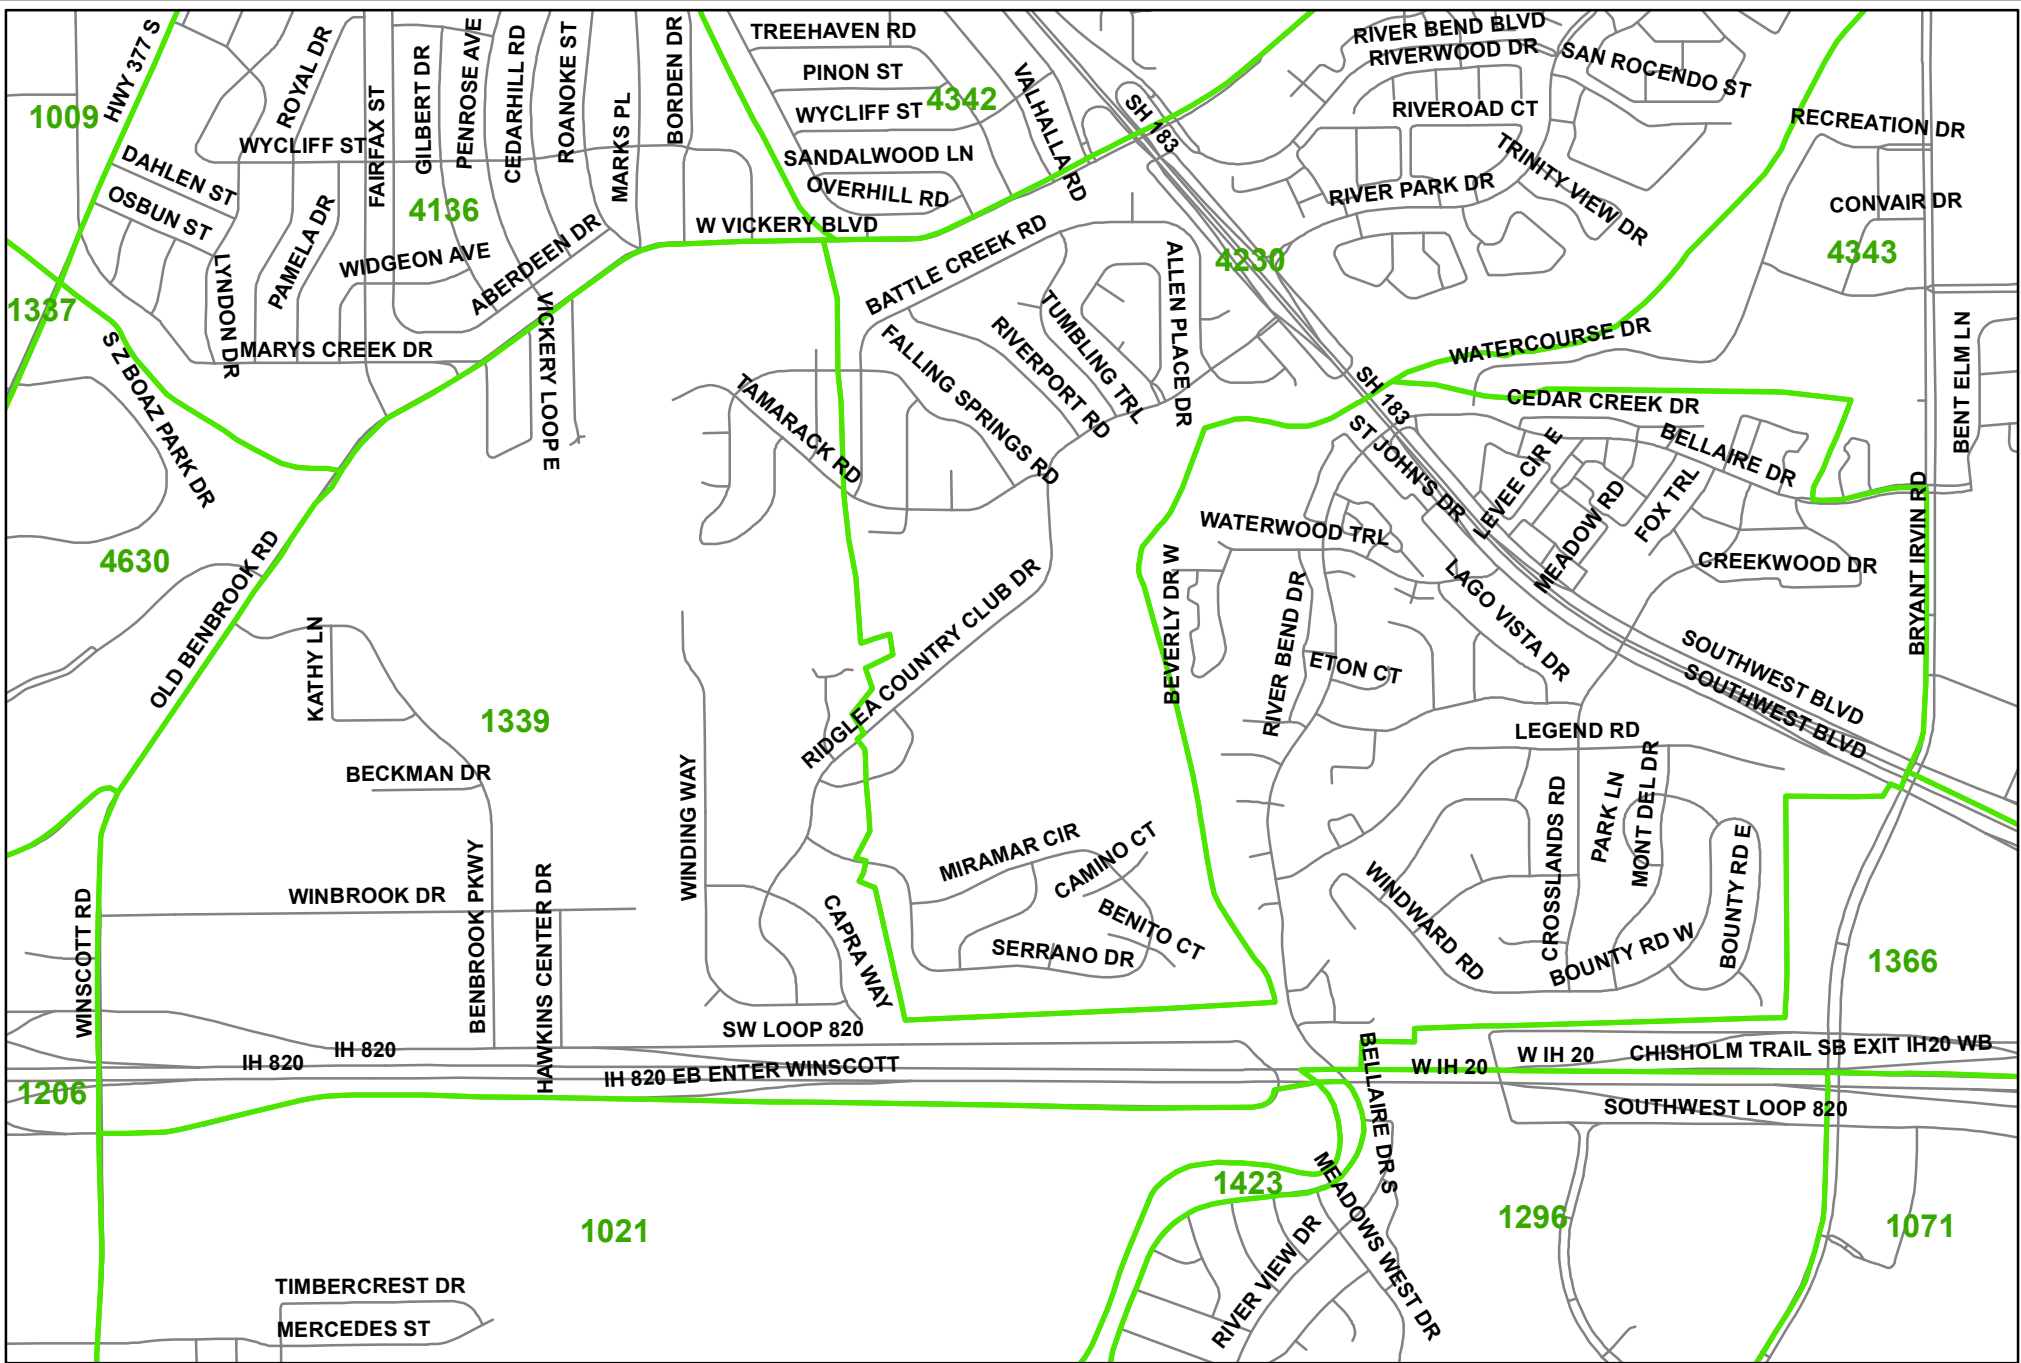 HWY 377 S
ROYAL DR
FAIRFAX ST
GILBERT DR
PENROSE AVE
CEDARHILL RD
ROANOKE ST
MARKS PL
BORDEN DR
TREEHAVEN RD
PINON ST
WYCLIFF ST
4342
VALHALLA RD
SH 183
RIVER BEND BLVD
RIVERWOOD DR
SAN ROCENDO ST
RIVEROAD CT
RECREATION DR
1009
WYCLIFF ST
DAHLEN ST
OSBUN ST
PAMELA DR
LYNDON DR
4136
WIDGEON AVE
ABERDEEN DR
SANDALWOOD LN
OVERHILL RD
W VICKERY BLVD
BATTLE CREEK RD
ALLEN PLACE DR
4230
RIVER PARK DR
TRINITY VIEW DR
CONVAIR DR
4343
1337
S Z BOAZ PARK DR
MARYS CREEK DR
VICKERY LOOP E
TAMARACK RD
FALLING SPRINGS RD
RIVERPORT RD
TUMBLING TRL
WATERCOURSE DR
SH 183
CEDAR CREEK DR
BENT ELM LN
ST JOHN'S DR
LEVEE CIR E
BELLAIRE DR
MEADOW RD
FOX TRL
CREEKWOOD DR
BRYANT IRVIN RD
4630
OLD BENBROOK RD
WATERWOOD TRL
BEVERLY DR W
RIVER BEND DR
LAGO VISTA DR
ETON CT
SOUTHWEST BLVD
SOUTHWEST BLVD
KATHY LN
1339
RIDGLEA COUNTRY CLUB DR
LEGEND RD
BECKMAN DR
WINDING WAY
CROSSLANDS RD
PARK LN
MONT DEL DR
BOUNTY RD E
MIRAMAR CIR
CAMINO CT
BENITO CT
SERRANO DR
CAPRA WAY
WINDWARD RD
BOUNTY RD W
1366
WINSCOTT RD
WINBROOK DR
BENBROOK PKWY
HAWKINS CENTER DR
SW LOOP 820
IH 820
IH 820
IH 820 EB ENTER WINSCOTT
BELLAIRE DR S
W IH 20
W IH 20
CHISHOLM TRAIL SB EXIT IH20 WB
1206
SOUTHWEST LOOP 820
1423
MEADOWS WEST DR
1296
1071
1021
RIVER VIEW DR
TIMBERCREST DR
MERCEDES ST